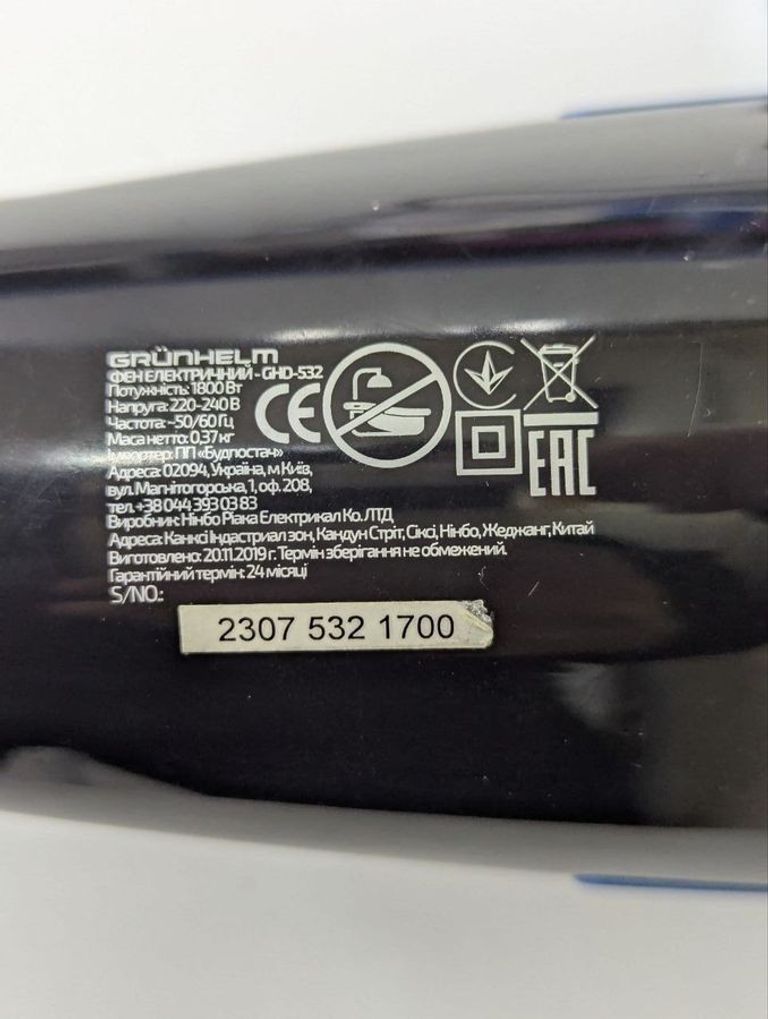 GRÜNHELM
ФЕН ЕЛЕКТРИЧНИЙ - GHD-532
Потужність: 1800 Вт
Напруга: 220-240 В
Частота: ~50/60 Гц
Маса нетто: 0,37 кг
Імпортер: ПП «Будпостач»
Адреса: 02094, Україна, м Київ,
вул. Магнітогорська, 1, оф. 208,
тел. +38 044 393 03 83
Виробник: Нінбо Ріака Електрикал Ко. ЛТД
Адреса: Канксі Індастриал зон, Кандун Стріт, Сіксі, Нінбо, Жеджанг, Китай
Виготовлено: 20.11.2019 г. Термін зберігання не обмежений.
Гарантійний термін: 24 місяці
S/NO.:
2307 532 1700
CE
EAC